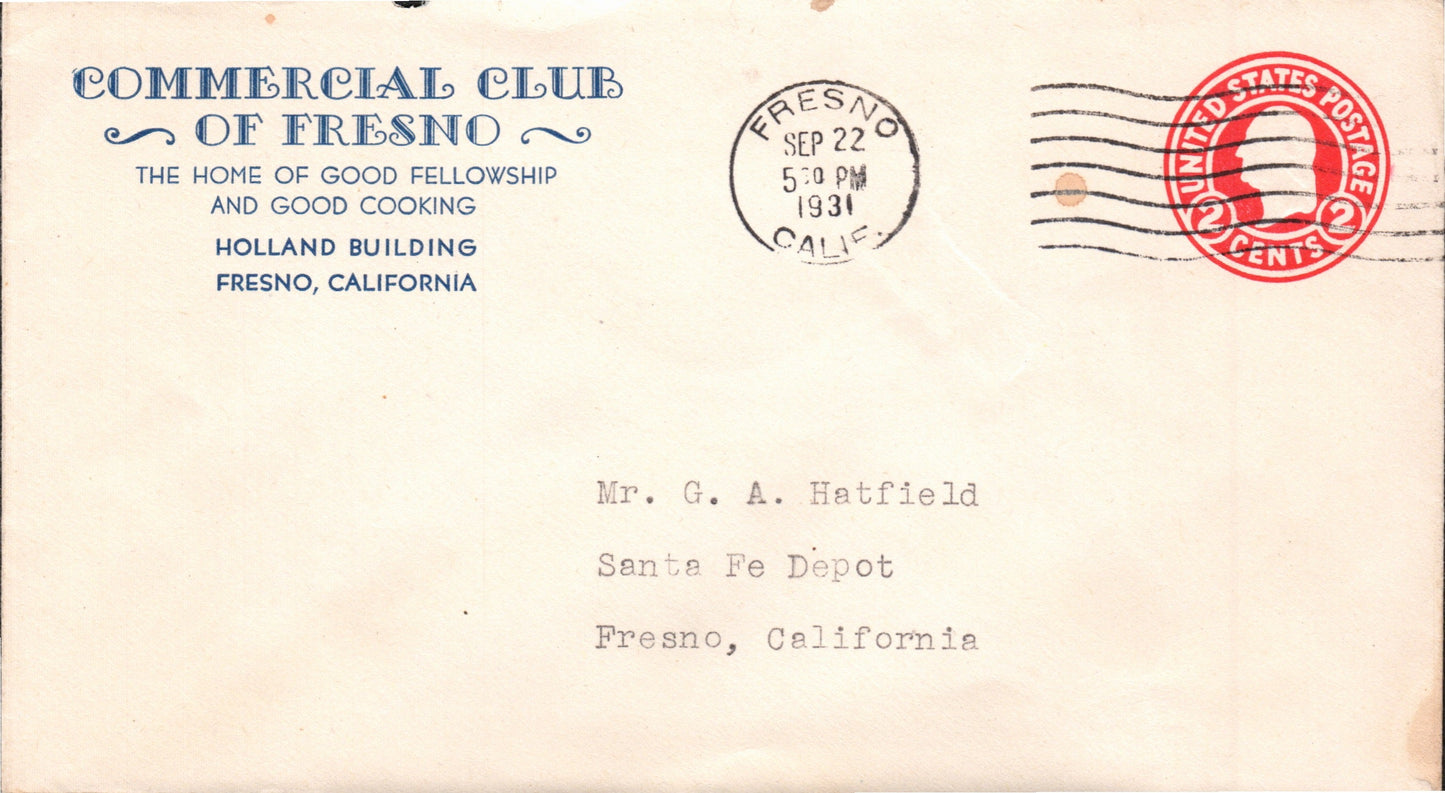 COMMERCIAL CLUB
OF FRESNO
THE HOME OF GOOD FELLOWSHIP
AND GOOD COOKING
HOLLAND BUILDING
FRESNO, CALIFORNIA
FRESNO
SEP 22
PM
1931
CALIF.
UNITED STATES POSTAGE
2 2
CENTS
Mr. G. A. Hatfield
Santa Fe Depot
Fresno, California